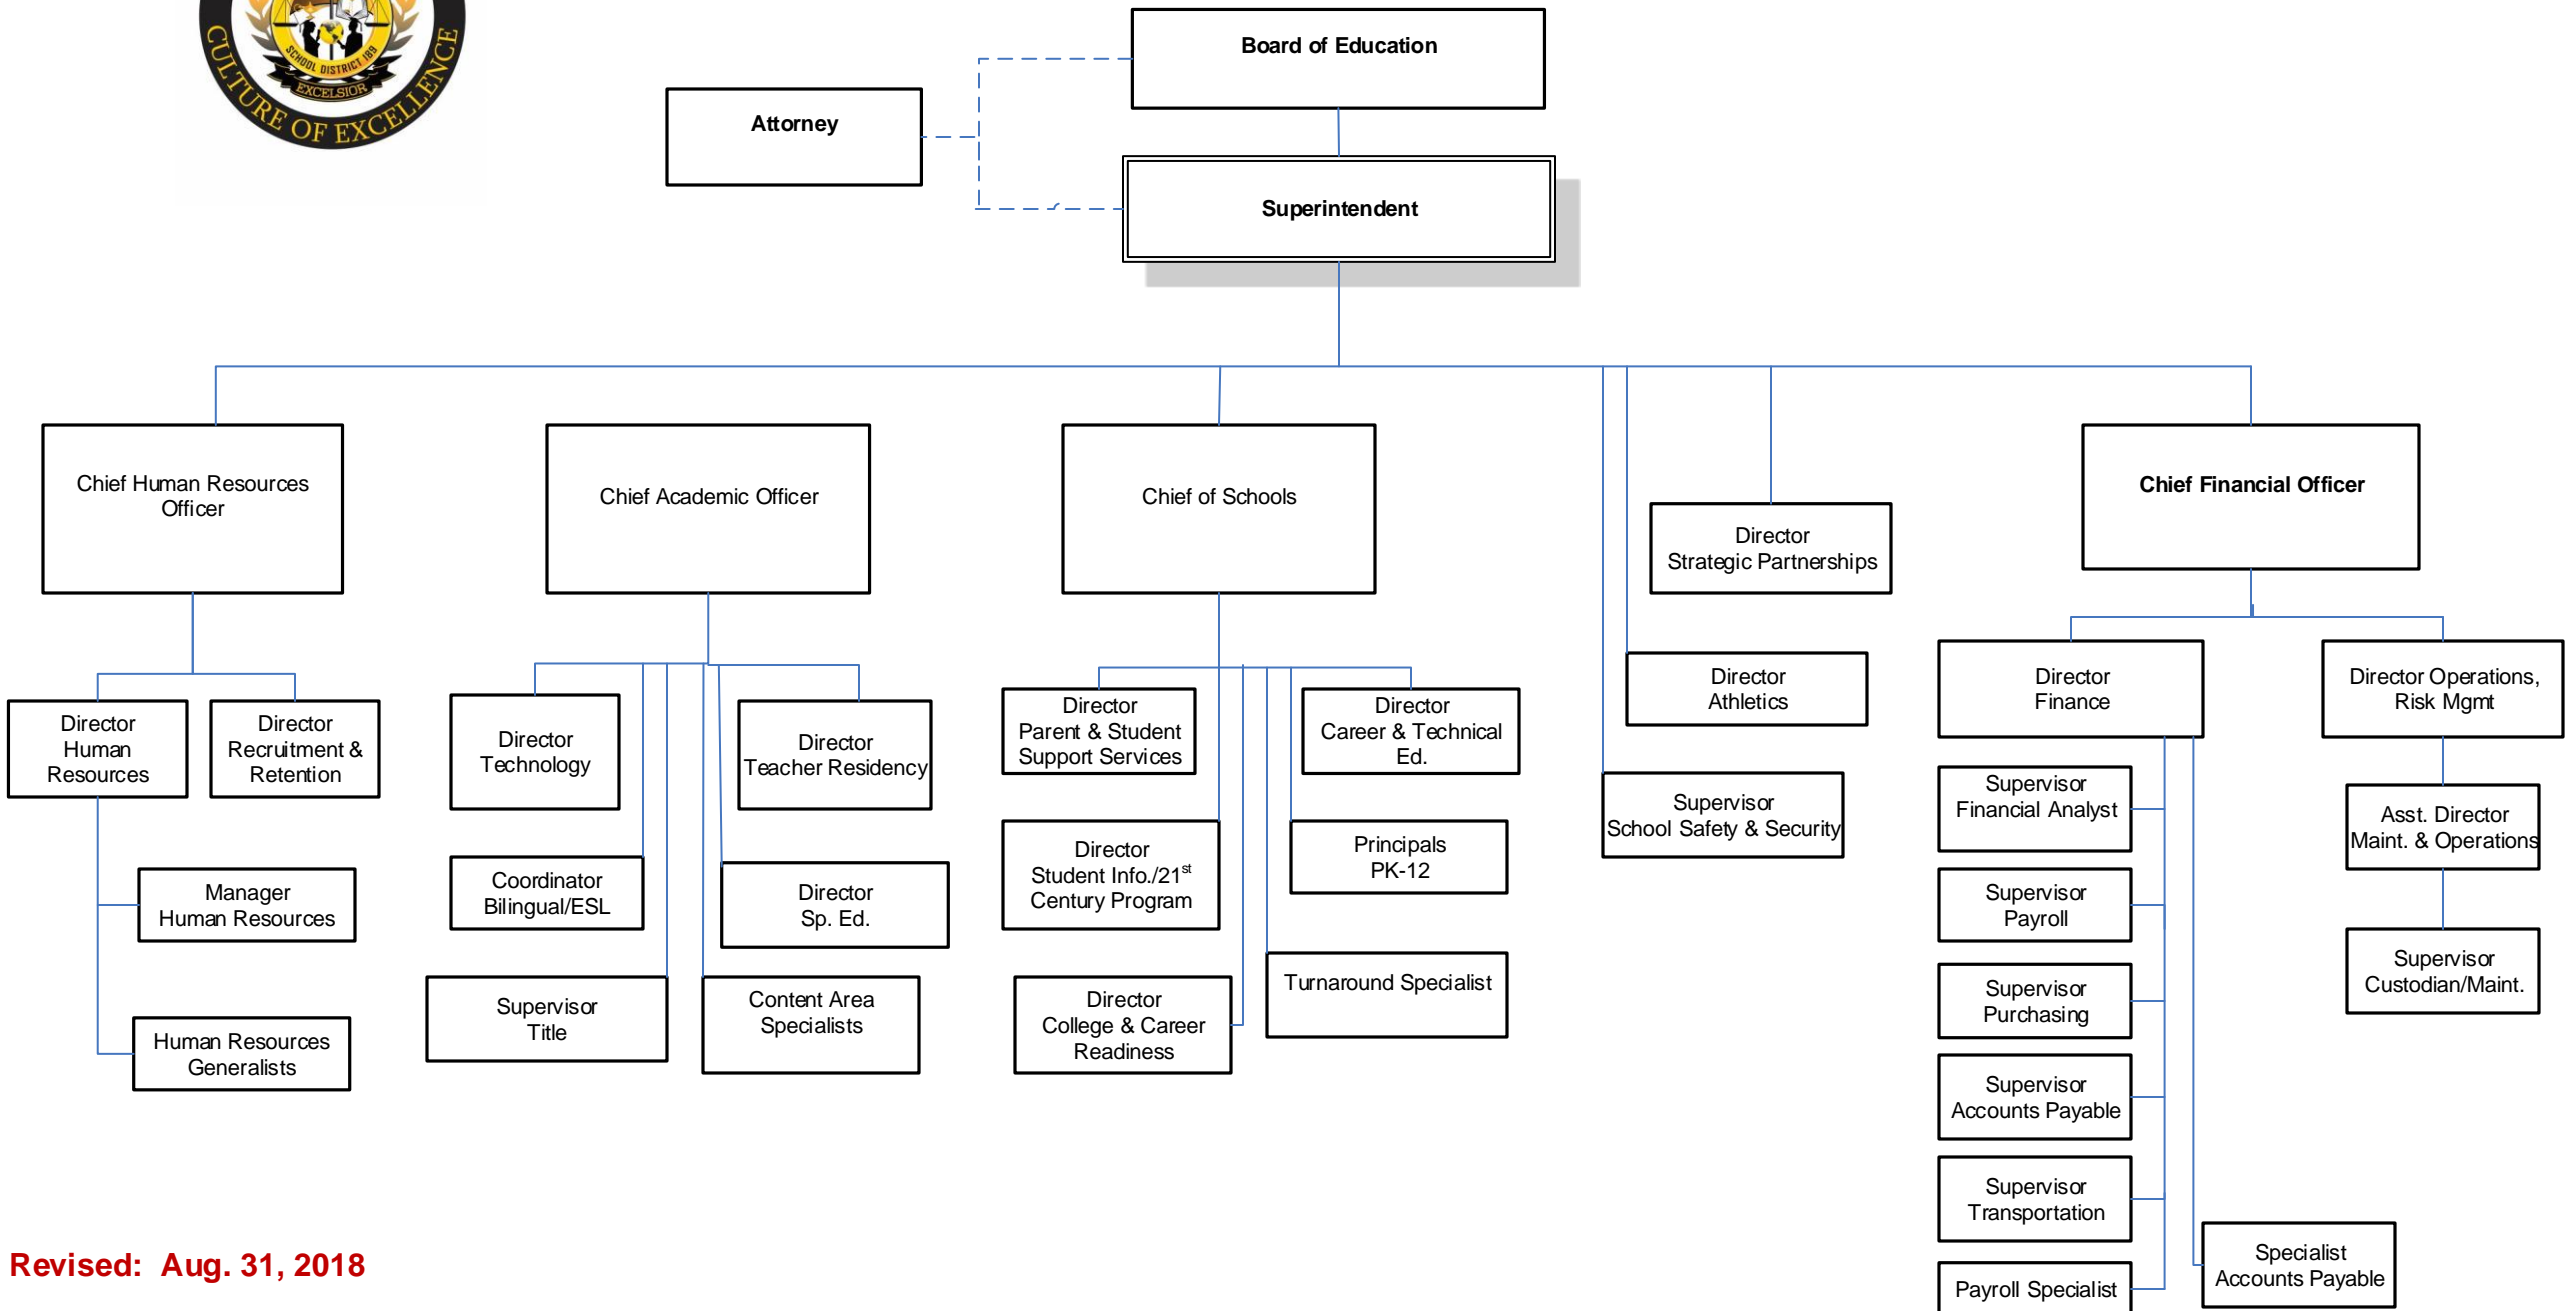 SCHOOL DISTRICT 189
EXCELSIOR
CULTURE OF EXCELLENCE
Board of Education
Attorney
Superintendent
Chief Human Resources
Officer
Chief Academic Officer
Chief of Schools
Chief Financial Officer
Director
Strategic Partnerships
Director
Athletics
Supervisor
School Safety & Security
Director
Human
Resources
Director
Recruitment &
Retention
Manager
Human Resources
Human Resources
Generalists
Director
Technology
Director
Teacher Residency
Coordinator
Bilingual/ESL
Director
Sp. Ed.
Supervisor
Title
Content Area
Specialists
Director
Parent & Student
Support Services
Director
Career & Technical
Ed.
Director
Student Info./21st
Century Program
Principals
PK-12
Director
College & Career
Readiness
Turnaround Specialist
Director
Finance
Director Operations,
Risk Mgmt
Supervisor
Financial Analyst
Supervisor
Payroll
Supervisor
Purchasing
Supervisor
Accounts Payable
Supervisor
Transportation
Payroll Specialist
Specialist
Accounts Payable
Asst. Director
Maint. & Operations
Supervisor
Custodian/Maint.
Revised: Aug. 31, 2018